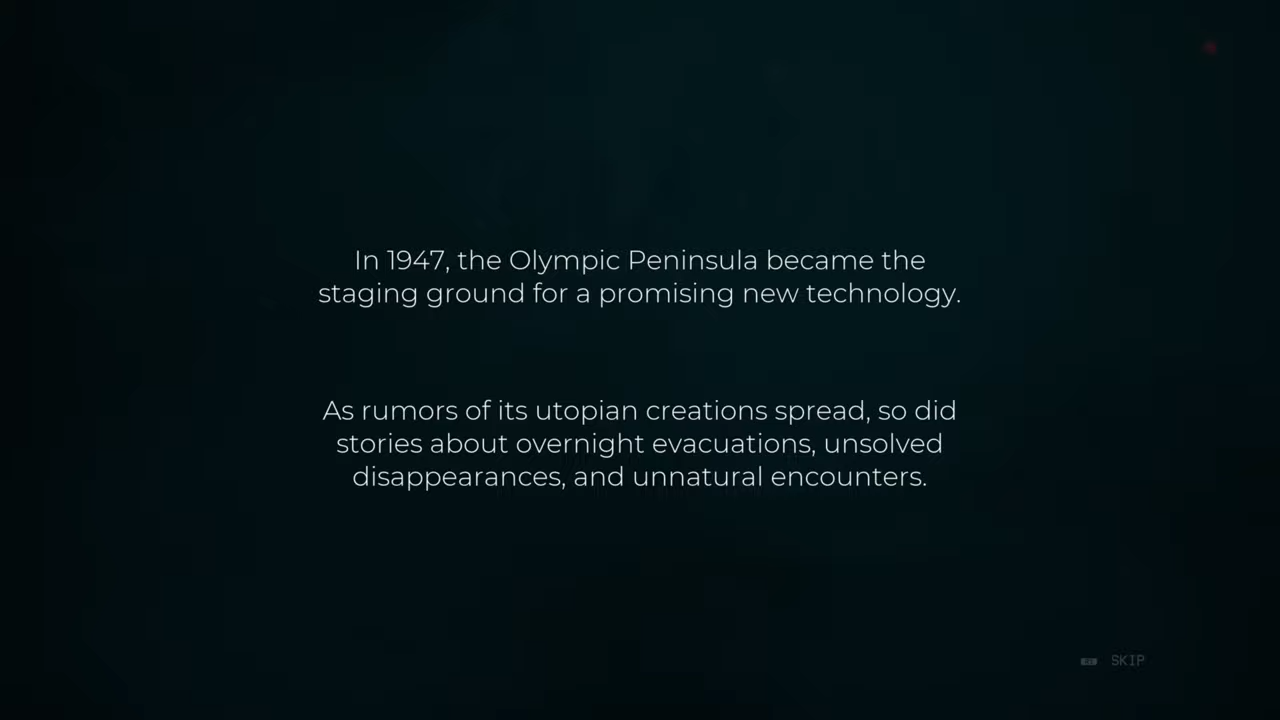 In 1947, the Olympic Peninsula became the
staging ground for a promising new technology.
As rumors of its utopian creations spread, so did
stories about overnight evacuations, unsolved
disappearances, and unnatural encounters.
SKIP